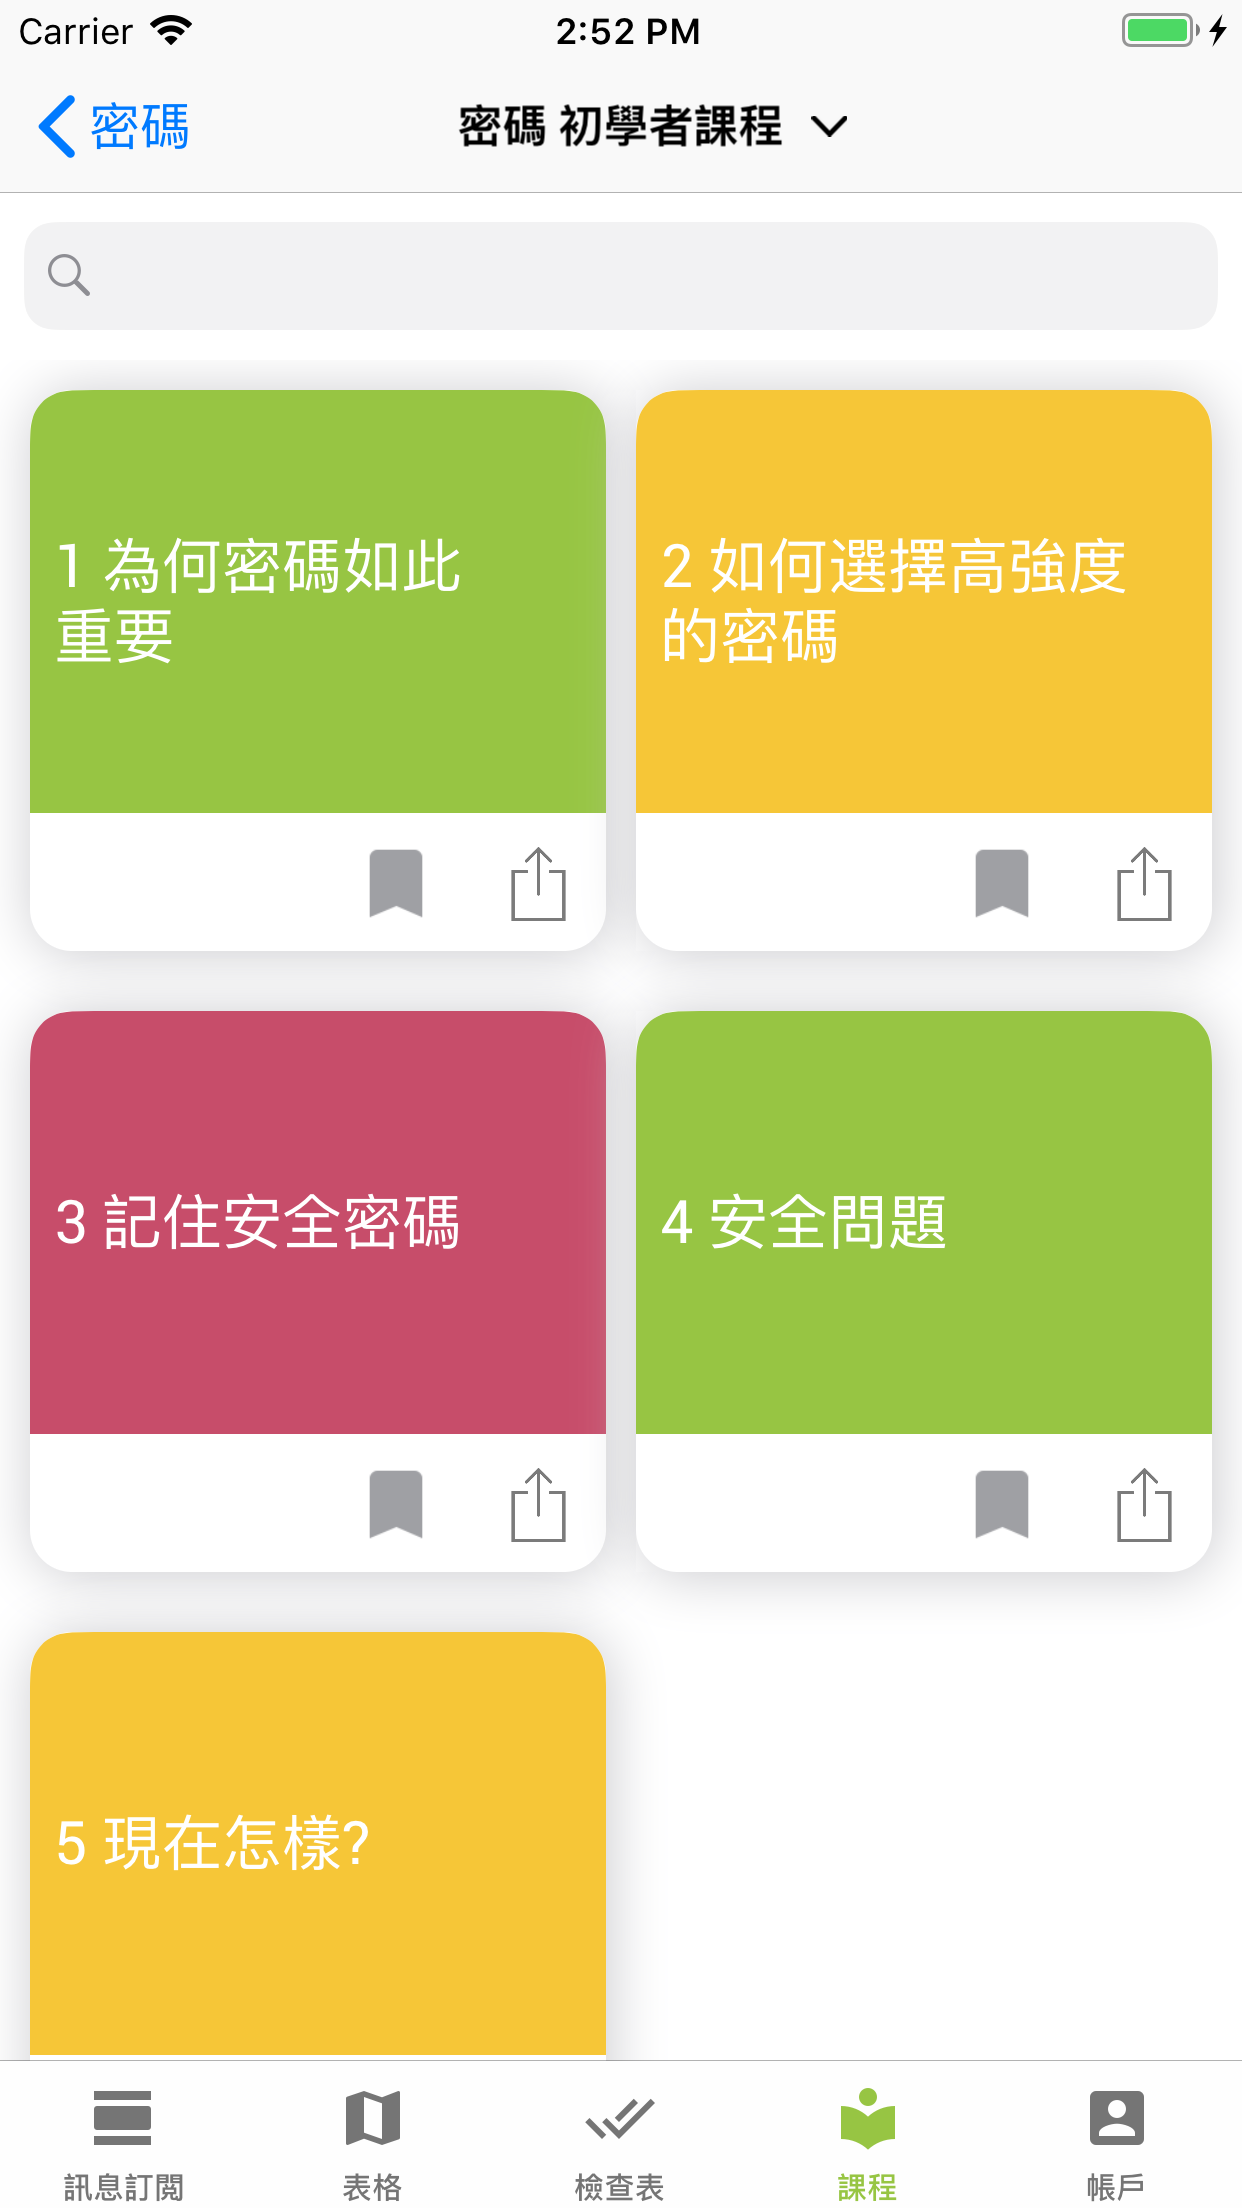 Carrier 2:52 PM
密碼 密碼 初學者課程
1 為何密碼如此
重要
2 如何選擇高強度
的密碼
3 記住安全密碼
4 安全問題
5 現在怎樣?
訊息訂閲 表格 檢查表 課程 帳戶